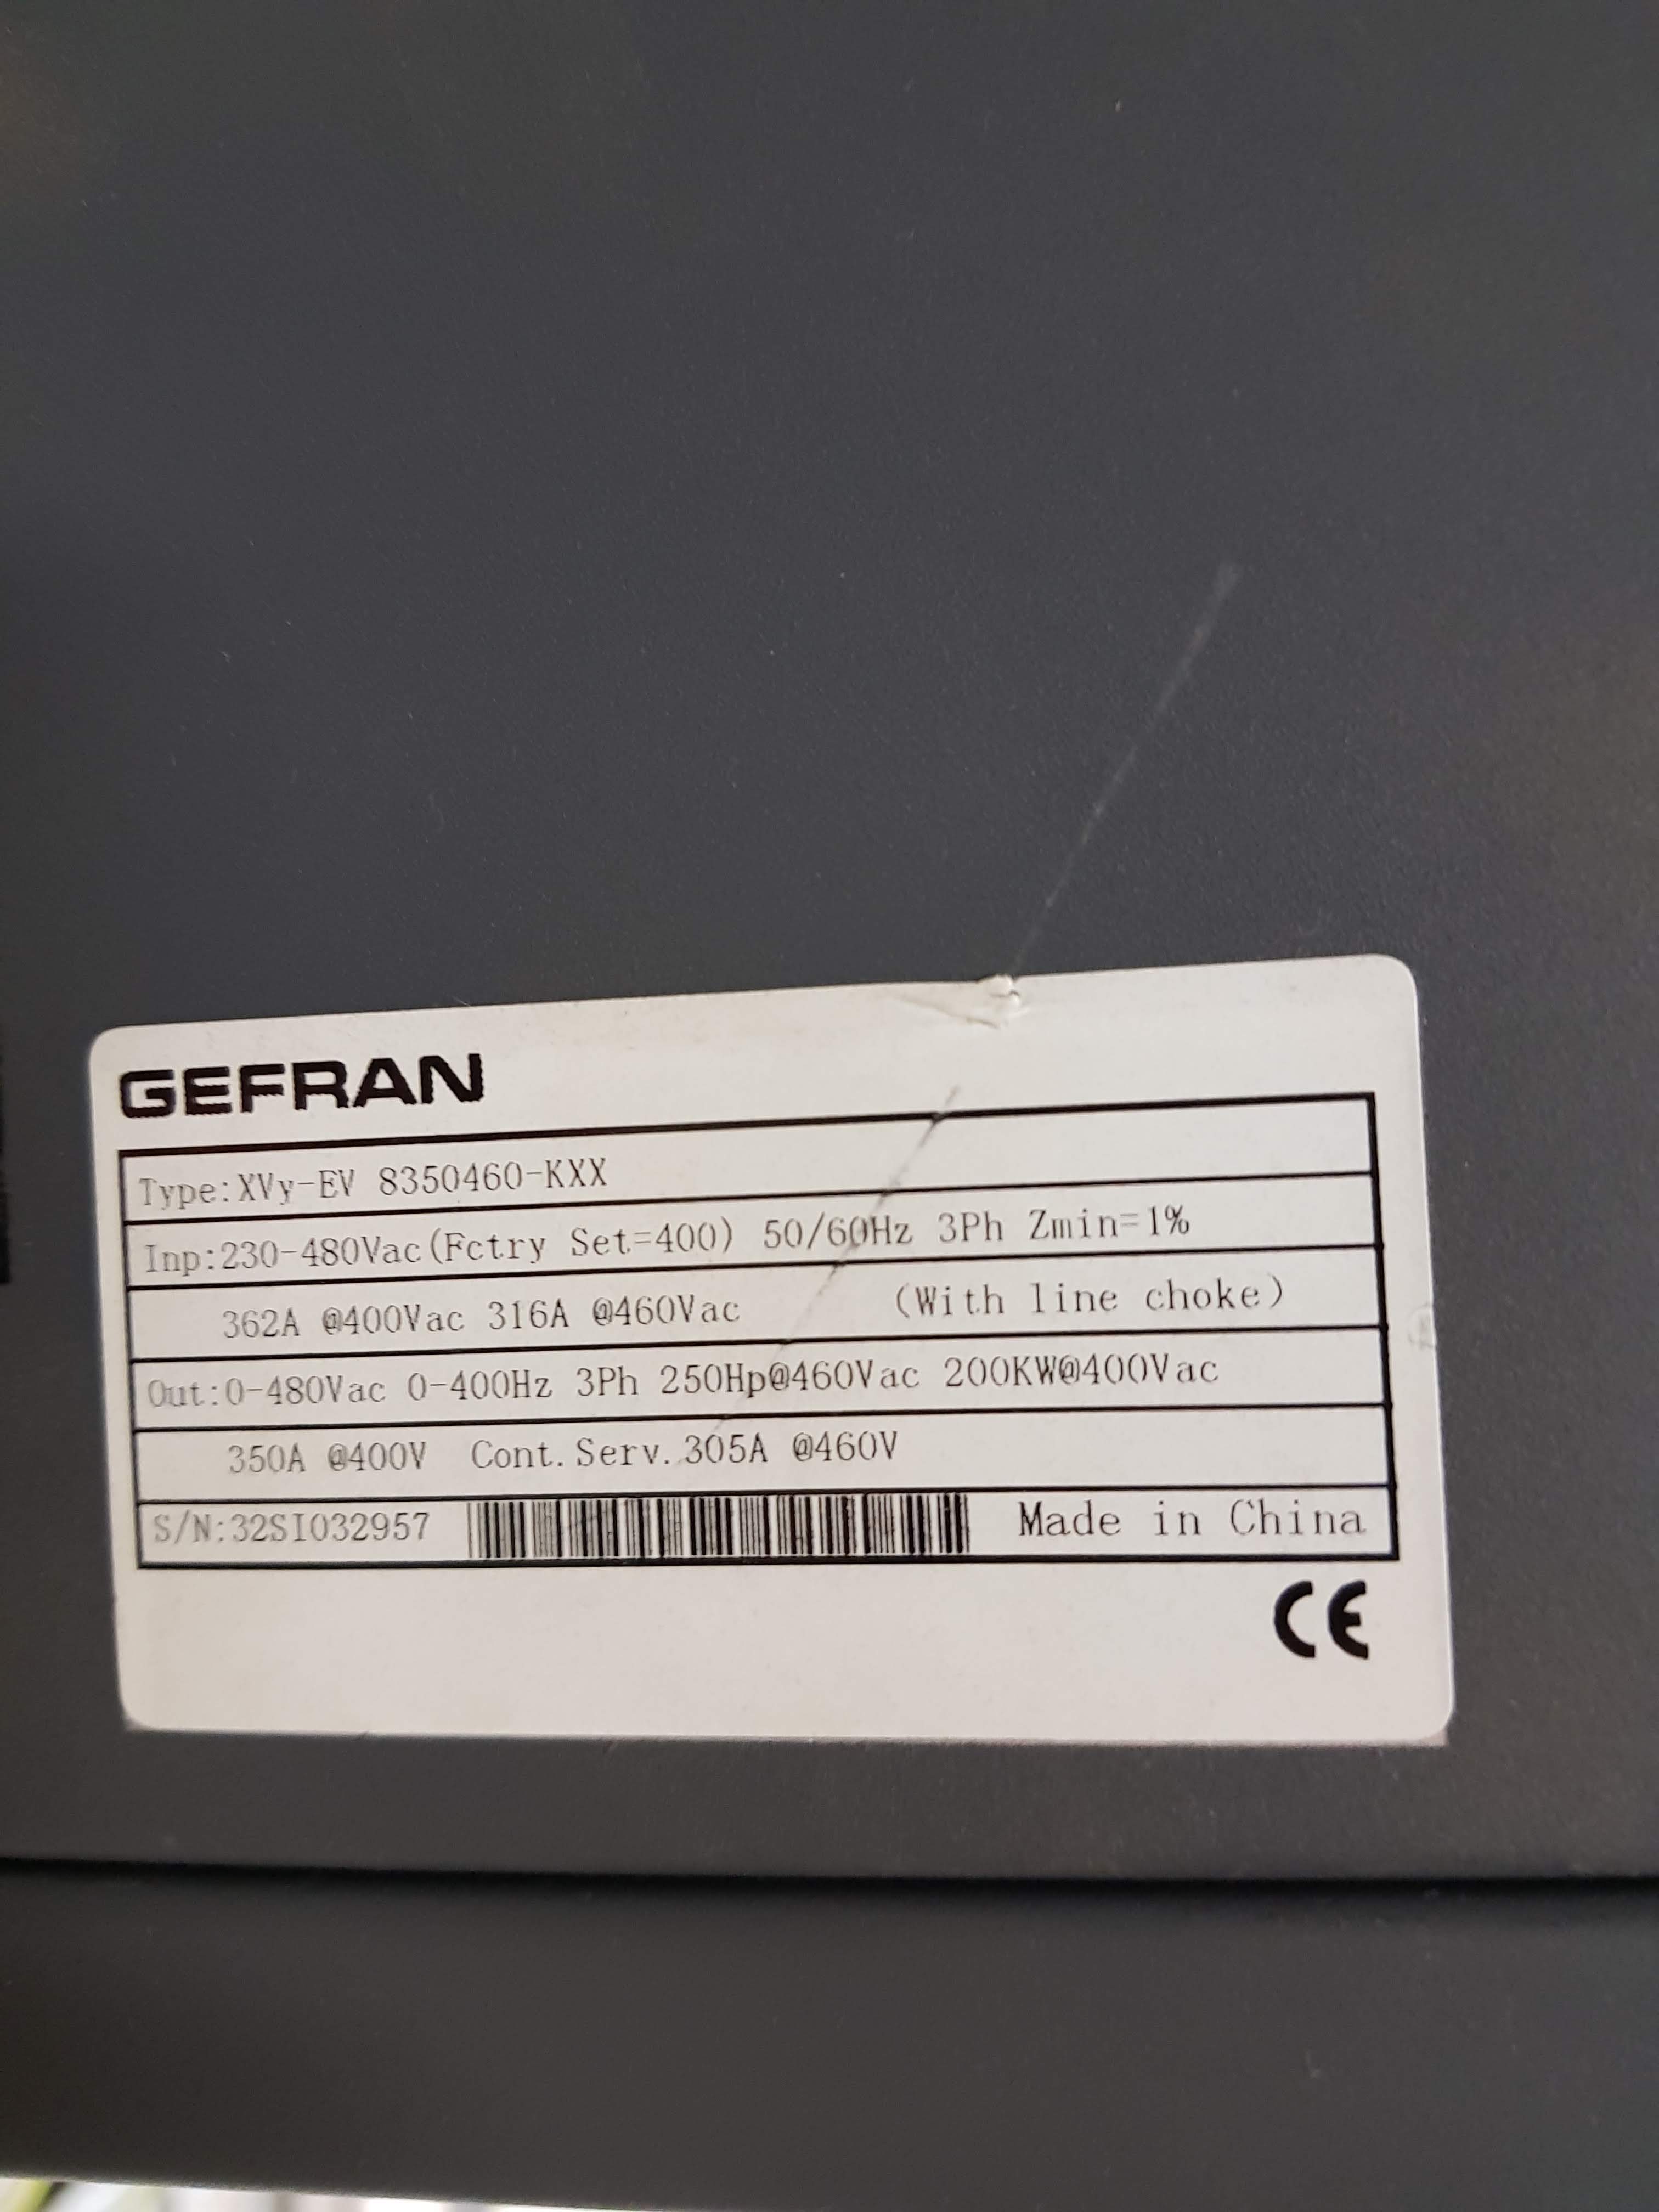 GEFRAN
Type:XVy-EV 8350460-KXX
Inp:230-480Vac(Fctry Set=400) 50/60Hz 3Ph Zmin=1%
362A @400Vac 316A @460Vac (With line choke)
Out:0-480Vac 0-400Hz 3Ph 250Hp@460Vac 200KW@400Vac
350A @400V Cont.Serv.305A @460V
S/N:32SI032957 Made in China
CE